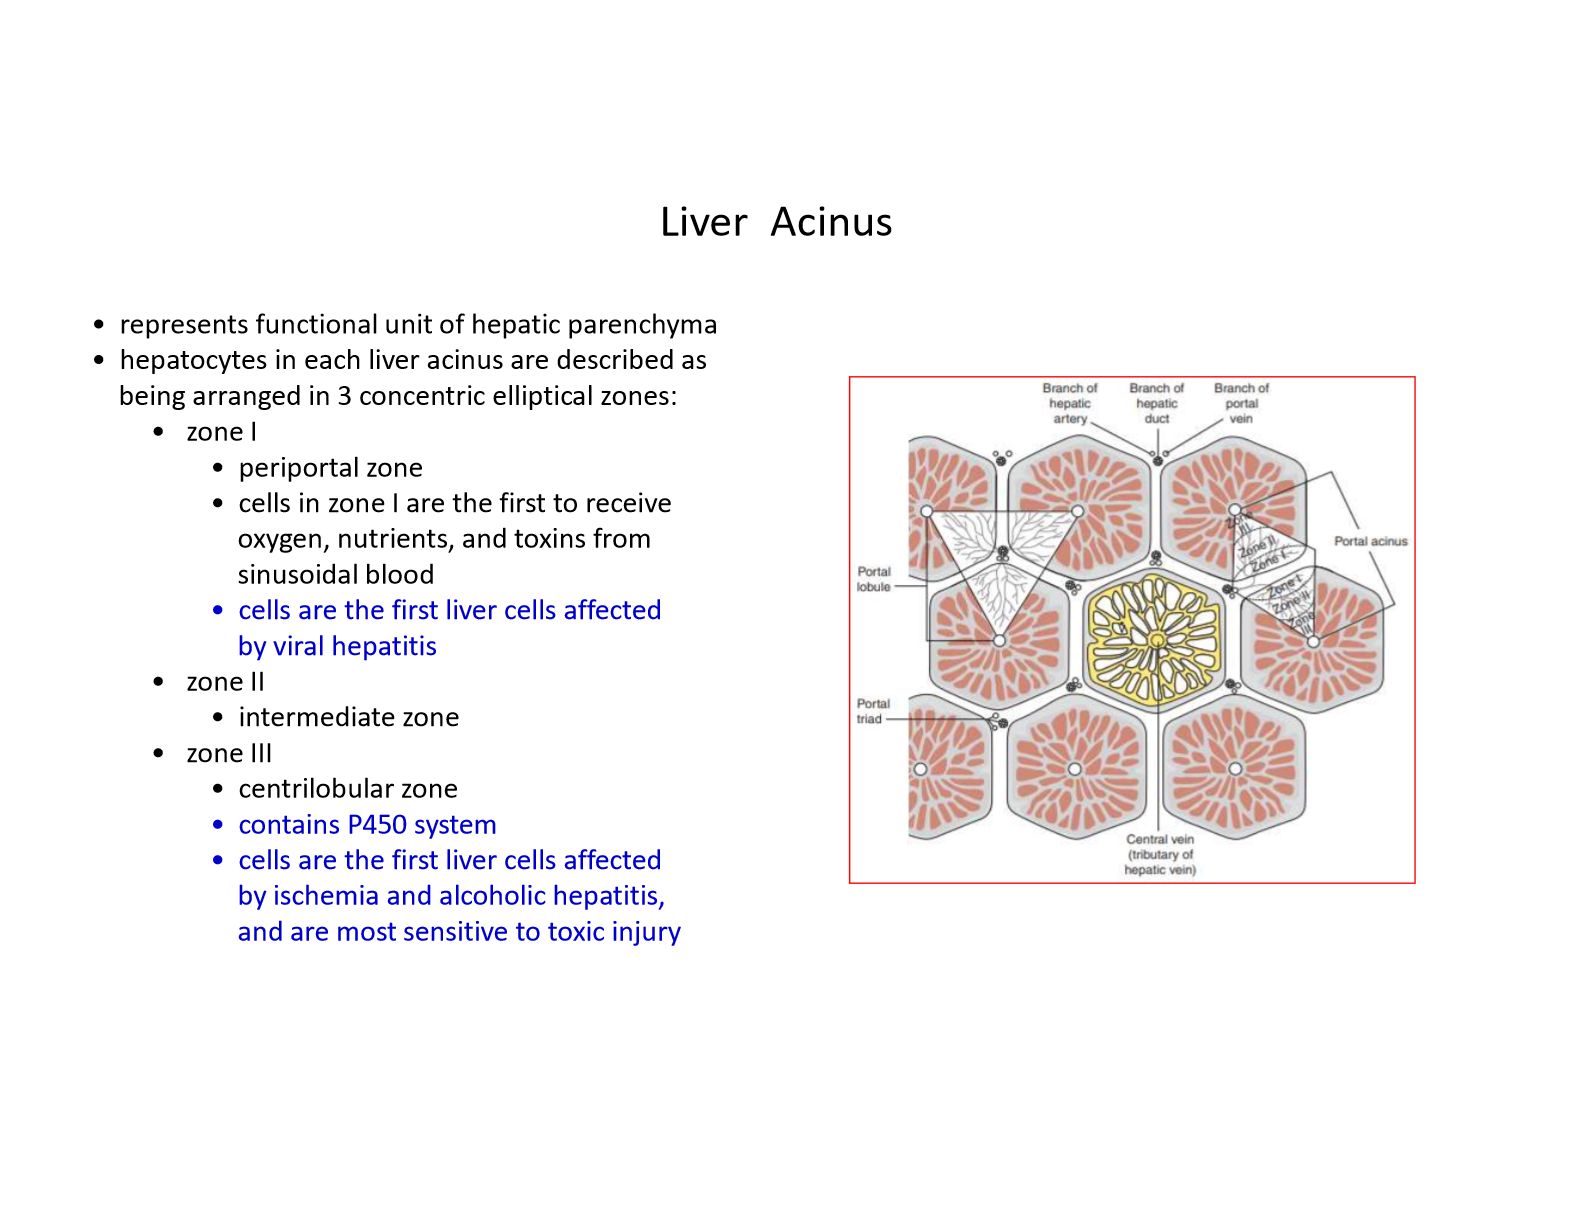 Liver Acinus
• represents functional unit of hepatic parenchyma
• hepatocytes in each liver acinus are described as
being arranged in 3 concentric elliptical zones:
• zone I
• periportal zone
• cells in zone I are the first to receive
oxygen, nutrients, and toxins from
sinusoidal blood
• cells are the first liver cells affected
by viral hepatitis
• zone II
• intermediate zone
• zone III
• centrilobular zone
• contains P450 system
• cells are the first liver cells affected
by ischemia and alcoholic hepatitis,
and are most sensitive to toxic injury
Branch of
hepatic
artery
Branch of
hepatic
duct
Branch of
portal
vein
Zone
III
Zone II
Zone I
Portal acinus
Zone I
Zone II
Zone
III
Portal
lobule
Portal
triad
Central vein
(tributary of
hepatic vein)